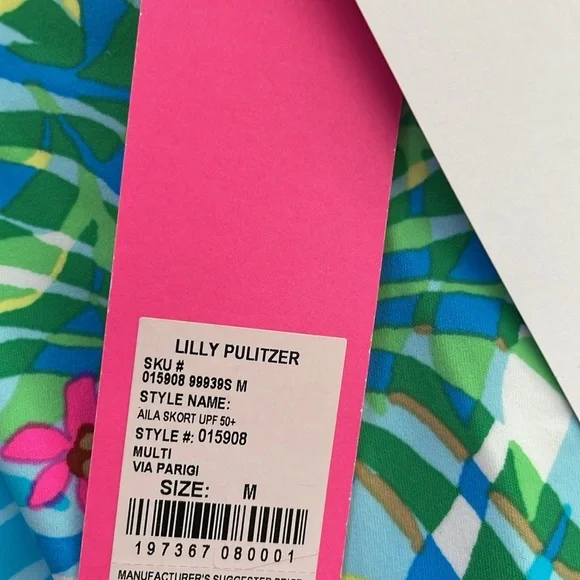 LILLY PULITZER
SKU #
015908 99939S M
STYLE NAME:
AILA SKORT UPF 50+
STYLE #: 015908
MULTI
VIA PARIGI
SIZE: M
197367 080001
MANUFACTURER'S SUGGESTED PRICE